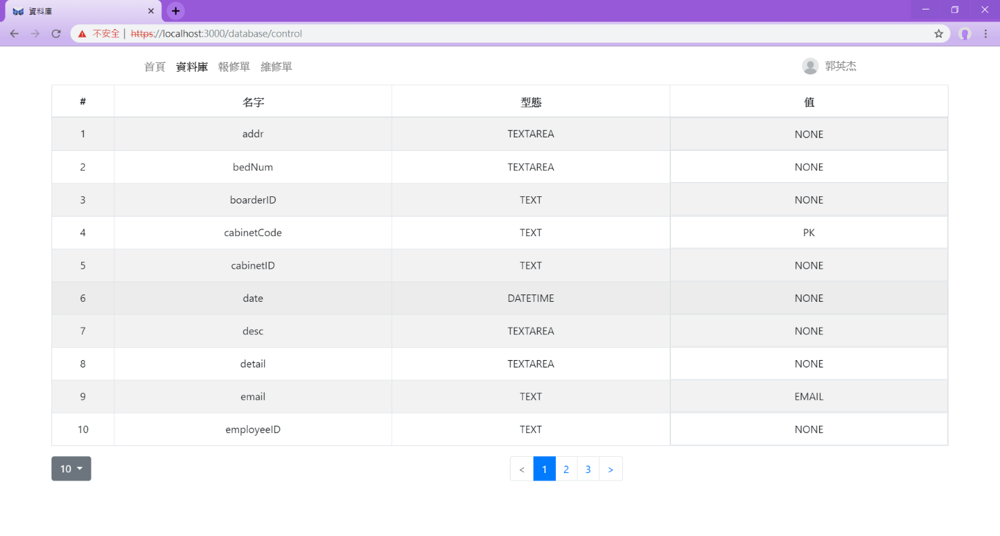 資料庫
不安全 | https://localhost:3000/database/control
首頁 資料庫 報修單 維修單 郭英杰
# 名字 型態 值
1 addr TEXTAREA NONE
2 bedNum TEXTAREA NONE
3 boarderID TEXT NONE
4 cabinetCode TEXT PK
5 cabinetID TEXT NONE
6 date DATETIME NONE
7 desc TEXTAREA NONE
8 detail TEXTAREA NONE
9 email TEXT EMAIL
10 employeeID TEXT NONE
10 < 1 2 3 >